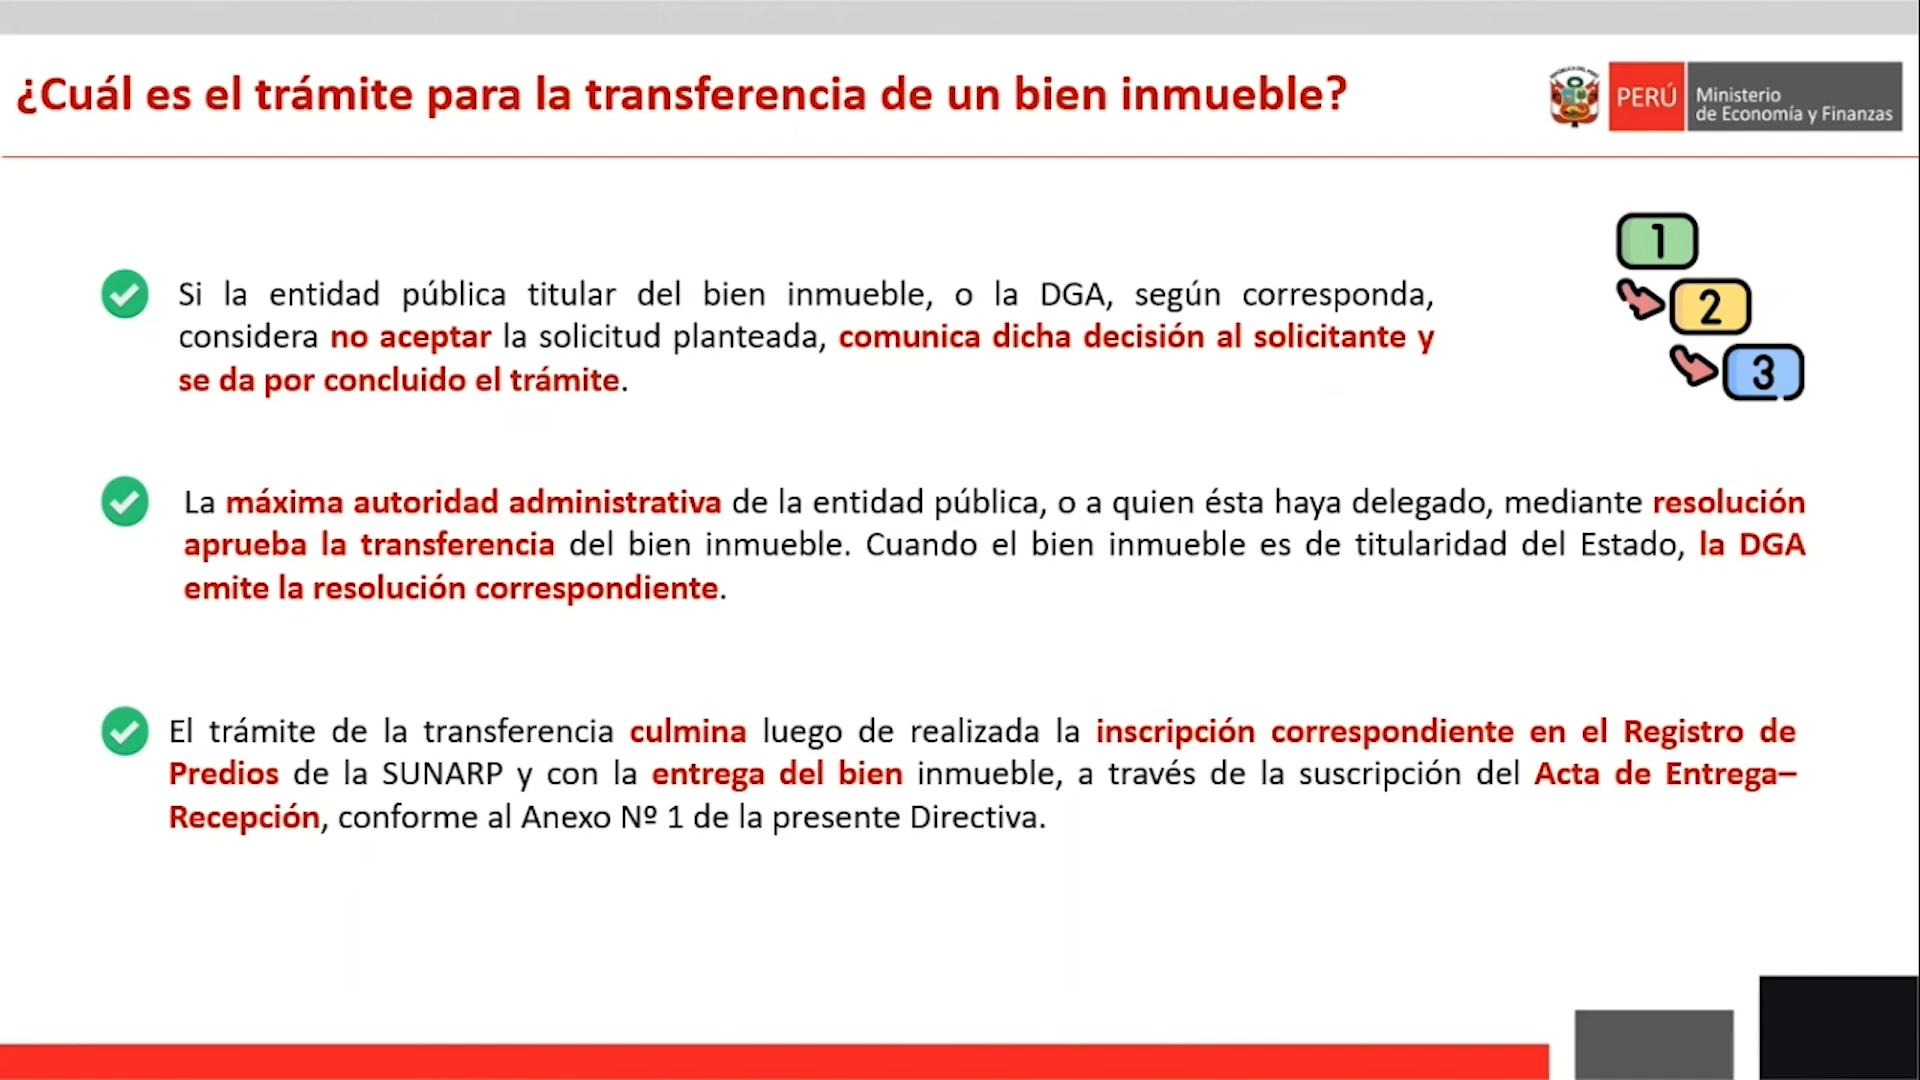 ¿Cuál es el trámite para la transferencia de un bien inmueble?
PERÚ
Ministerio
de Economía y Finanzas
1
2
3
Si la entidad pública titular del bien inmueble, o la DGA, según corresponda,
considera no aceptar la solicitud planteada, comunica dicha decisión al solicitante y
se da por concluido el trámite.
La máxima autoridad administrativa de la entidad pública, o a quien ésta haya delegado, mediante resolución
aprueba la transferencia del bien inmueble. Cuando el bien inmueble es de titularidad del Estado, la DGA
emite la resolución correspondiente.
El trámite de la transferencia culmina luego de realizada la inscripción correspondiente en el Registro de
Predios de la SUNARP y con la entrega del bien inmueble, a través de la suscripción del Acta de Entrega–
Recepción, conforme al Anexo Nº 1 de la presente Directiva.